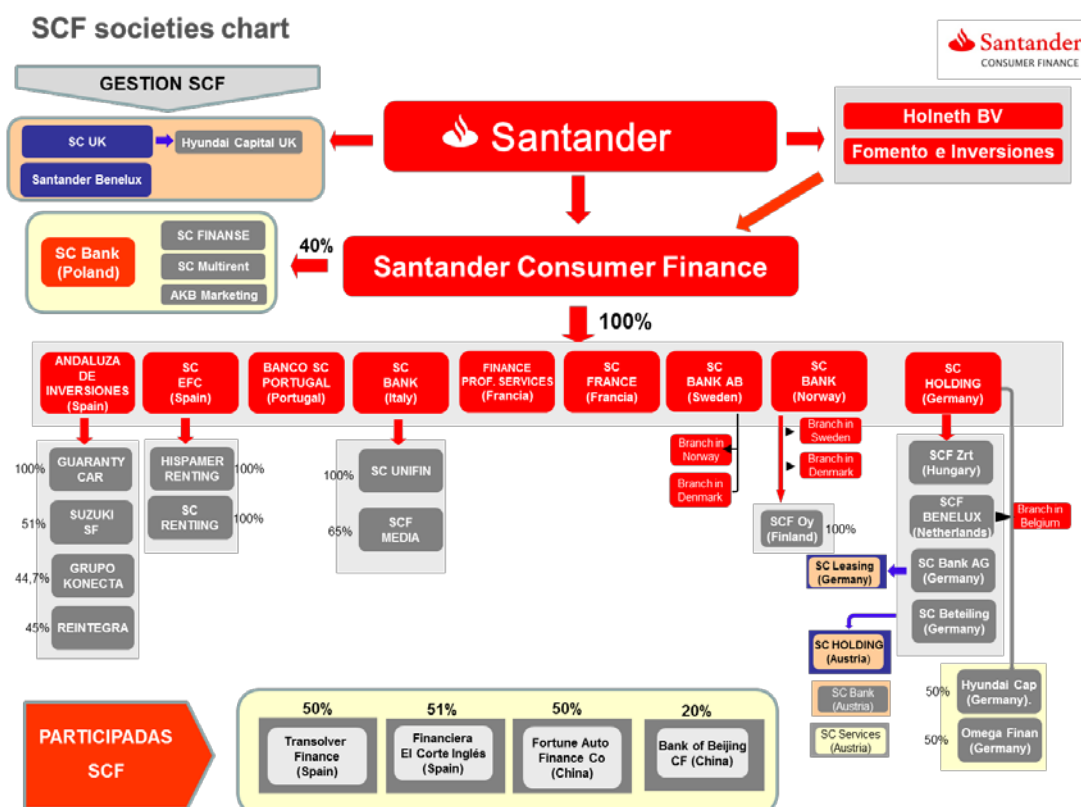 SCF societies chart
Santander
CONSUMER FINANCE
GESTION SCF
SC UK
Hyundai Capital UK
Santander Benelux
Santander
Holneth BV
Fomento e Inversiones
SC Bank
(Poland)
SC FINANSE
SC Multirent
AKB Marketing
40%
Santander Consumer Finance
100%
ANDALUZA
DE
INVERSIONES
(Spain)
SC
EFC
(Spain)
BANCO SC
PORTUGAL
(Portugal)
SC
BANK
(Italy)
FINANCE
PROF. SERVICES
(Francia)
SC
FRANCE
(Francia)
SC
BANK AB
(Sweden)
SC
BANK
(Norway)
SC
HOLDING
(Germany)
100%
GUARANTY
CAR
51%
SUZUKI
SF
44,7%
GRUPO
KONECTA
45%
REINTEGRA
HISPAMER
RENTING
100%
SC
RENTIING
100%
100%
SC UNIFIN
65%
SCF
MEDIA
Branch in
Norway
Branch in
Denmark
Branch in
Sweden
Branch in
Denmark
SCF Oy
(Finland)
100%
SCF Zrt
(Hungary)
SCF
BENELUX
(Netherlands)
Branch in
Belgium
SC Bank AG
(Germany)
SC Leasing
(Germany)
SC Beteiling
(Germany)
SC HOLDING
(Austria)
SC Bank
(Austria)
SC Services
(Austria)
50%
Hyundai Cap
(Germany).
50%
Omega Finan
(Germany)
PARTICIPADAS
SCF
50%
Transolver
Finance
(Spain)
51%
Financiera
El Corte Inglés
(Spain)
50%
Fortune Auto
Finance Co
(China)
20%
Bank of Beijing
CF (China)